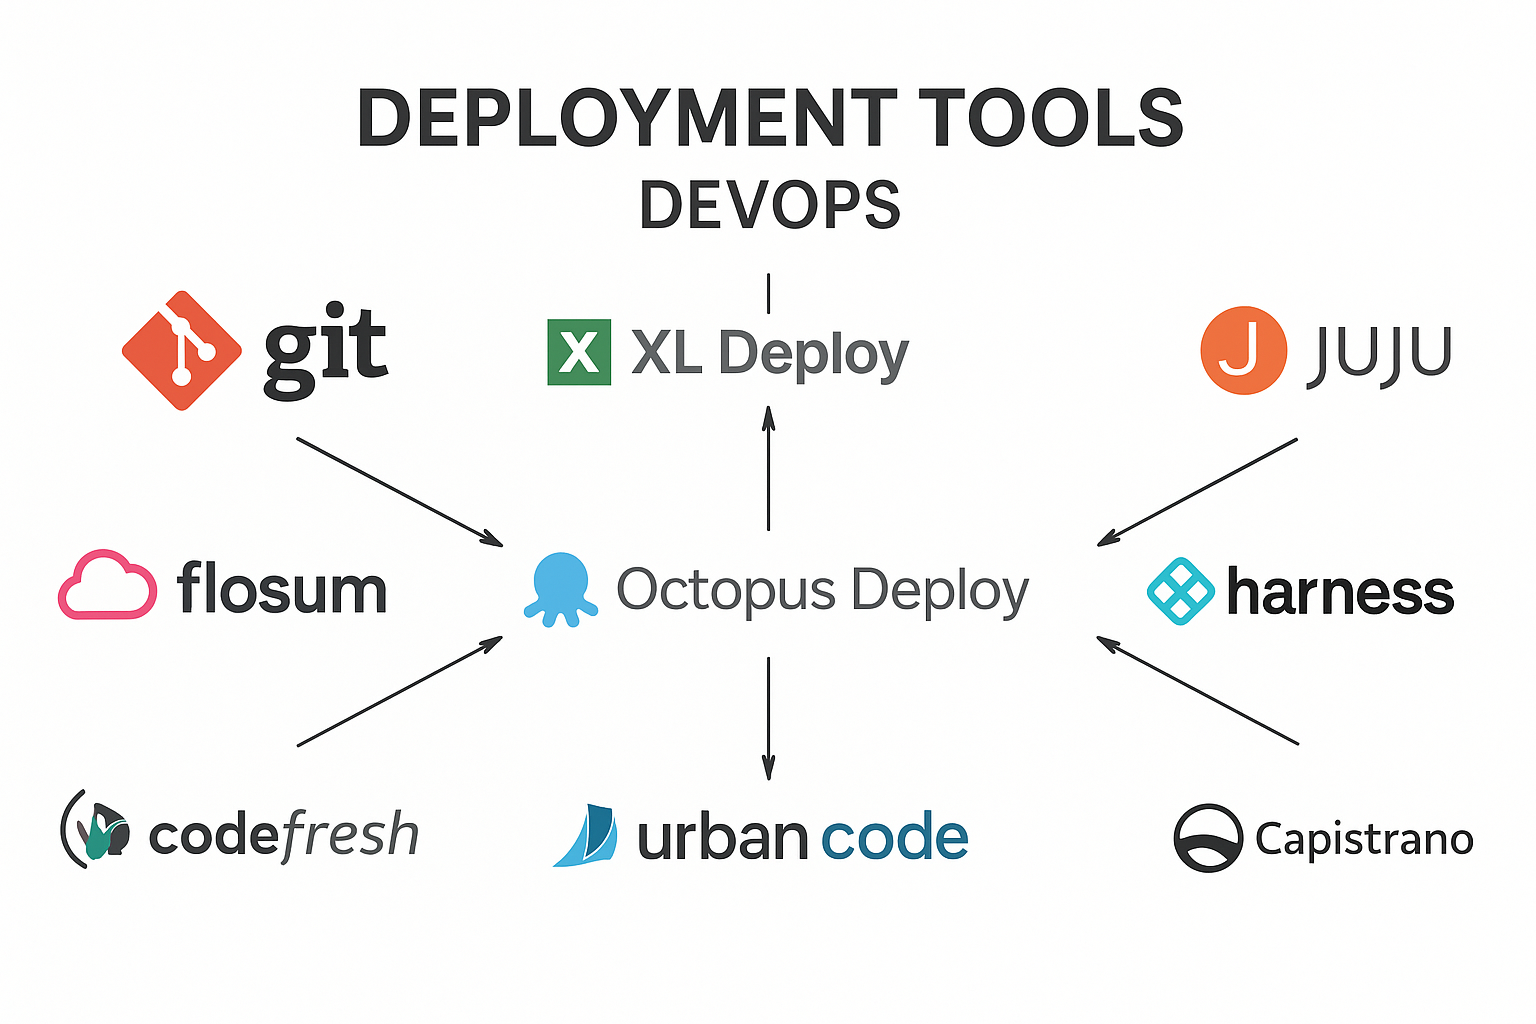 DEPLOYMENT TOOLS
DEVOPS
git
X XL Deploy
J JUJU
flosum
Octopus Deploy
harness
codefresh
urban code
Capistrano